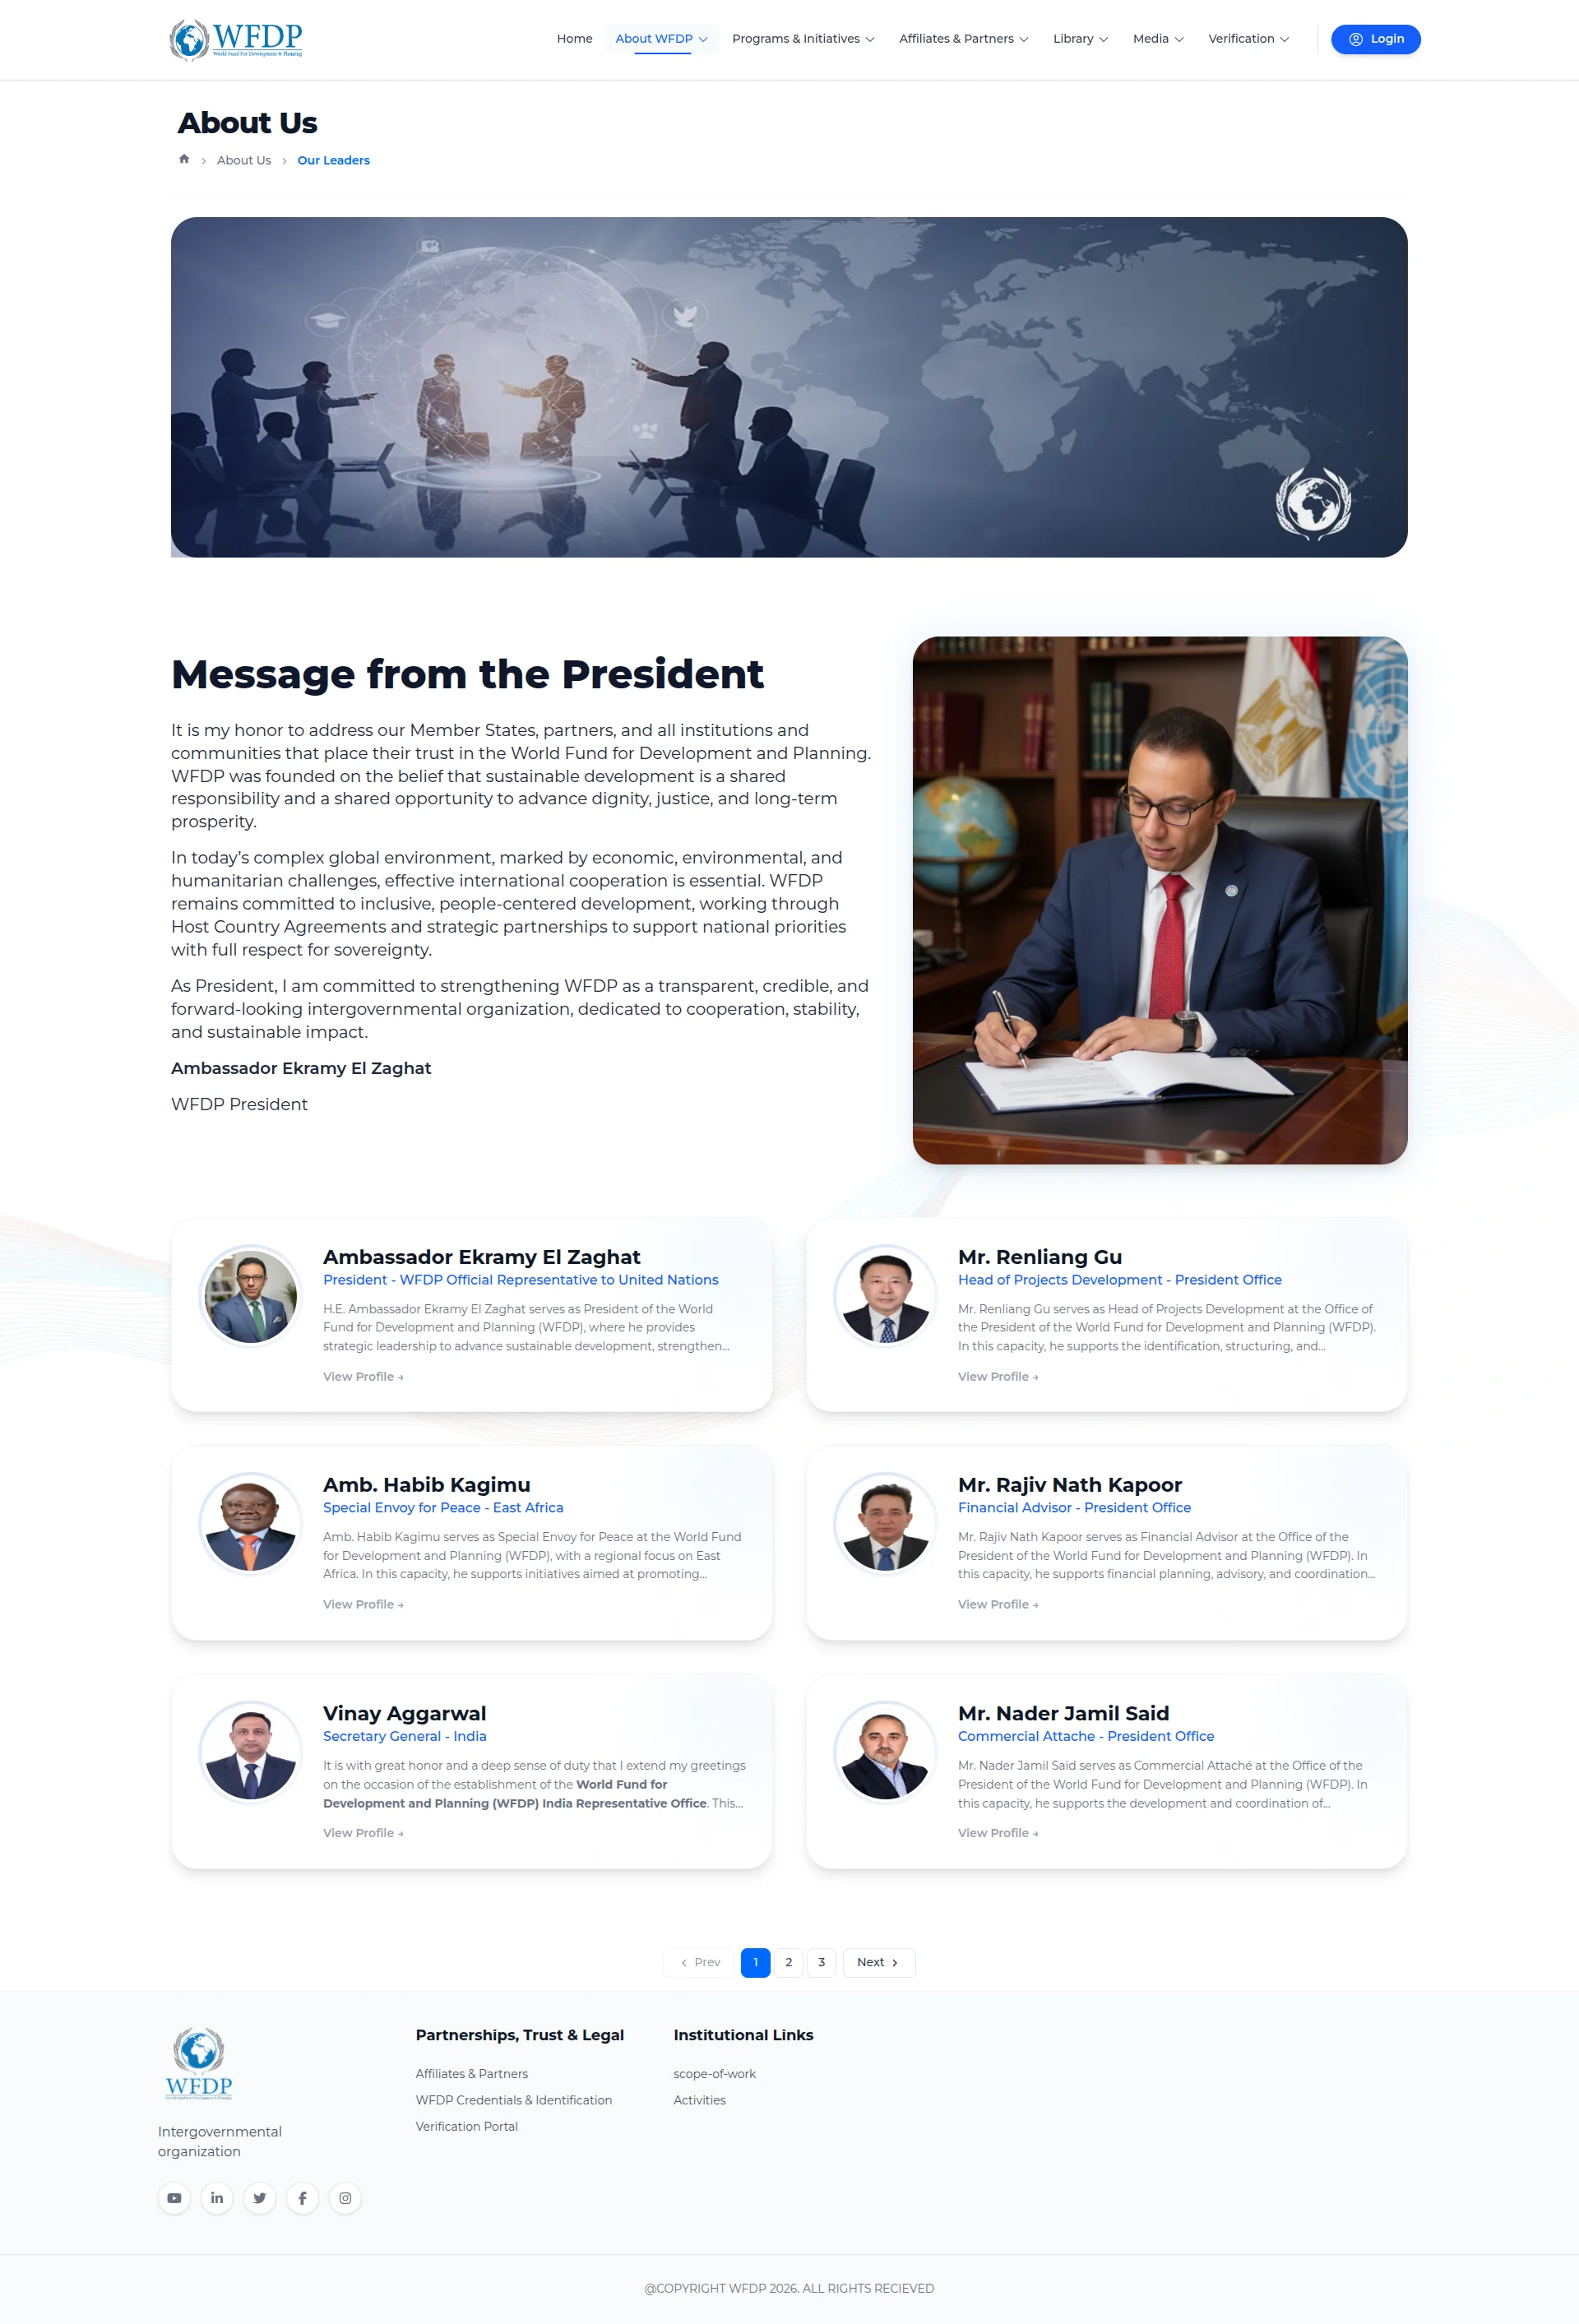 WFDP
World Fund For Development & Planning
Home
About WFDP
Programs & Initiatives
Affiliates & Partners
Library
Media
Verification
Login
About Us
About Us
Our Leaders
Message from the President
It is my honor to address our Member States, partners, and all institutions and
communities that place their trust in the World Fund for Development and Planning.
WFDP was founded on the belief that sustainable development is a shared
responsibility and a shared opportunity to advance dignity, justice, and long-term
prosperity.
In today’s complex global environment, marked by economic, environmental, and
humanitarian challenges, effective international cooperation is essential. WFDP
remains committed to inclusive, people-centered development, working through
Host Country Agreements and strategic partnerships to support national priorities
with full respect for sovereignty.
As President, I am committed to strengthening WFDP as a transparent, credible, and
forward-looking intergovernmental organization, dedicated to cooperation, stability,
and sustainable impact.
Ambassador Ekramy El Zaghat
WFDP President
Ambassador Ekramy El Zaghat
President - WFDP Official Representative to United Nations
H.E. Ambassador Ekramy El Zaghat serves as President of the World
Fund for Development and Planning (WFDP), where he provides
strategic leadership to advance sustainable development, strengthen...
View Profile →
Mr. Renliang Gu
Head of Projects Development - President Office
Mr. Renliang Gu serves as Head of Projects Development at the Office of
the President of the World Fund for Development and Planning (WFDP).
In this capacity, he supports the identification, structuring, and...
View Profile →
Amb. Habib Kagimu
Special Envoy for Peace - East Africa
Amb. Habib Kagimu serves as Special Envoy for Peace at the World Fund
for Development and Planning (WFDP), with a regional focus on East
Africa. In this capacity, he supports initiatives aimed at promoting...
View Profile →
Mr. Rajiv Nath Kapoor
Financial Advisor - President Office
Mr. Rajiv Nath Kapoor serves as Financial Advisor at the Office of the
President of the World Fund for Development and Planning (WFDP). In
this capacity, he supports financial planning, advisory, and coordination...
View Profile →
Vinay Aggarwal
Secretary General - India
It is with great honor and a deep sense of duty that I extend my greetings
on the occasion of the establishment of the World Fund for
Development and Planning (WFDP) India Representative Office. This...
View Profile →
Mr. Nader Jamil Said
Commercial Attache - President Office
Mr. Nader Jamil Said serves as Commercial Attaché at the Office of the
President of the World Fund for Development and Planning (WFDP). In
this capacity, he supports the development and coordination of...
View Profile →
Prev
1
2
3
Next
WFDP
Intergovernmental
organization
Partnerships, Trust & Legal
Affiliates & Partners
WFDP Credentials & Identification
Verification Portal
Institutional Links
scope-of-work
Activities
@COPYRIGHT WFDP 2026. ALL RIGHTS RECIEVED